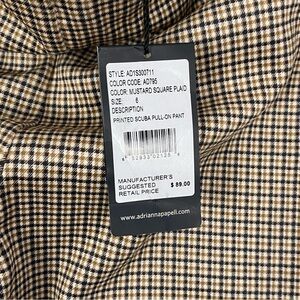 STYLE: AD1S300711
COLOR CODE: AD795
COLOR: MUSTARD SQUARE PLAID
SIZE: 6
DESCRIPTION
PRINTED SCUBA PULL-ON PANT
MANUFACTURER'S
SUGGESTED $ 89.00
RETAIL PRICE
www.adriannapapell.com